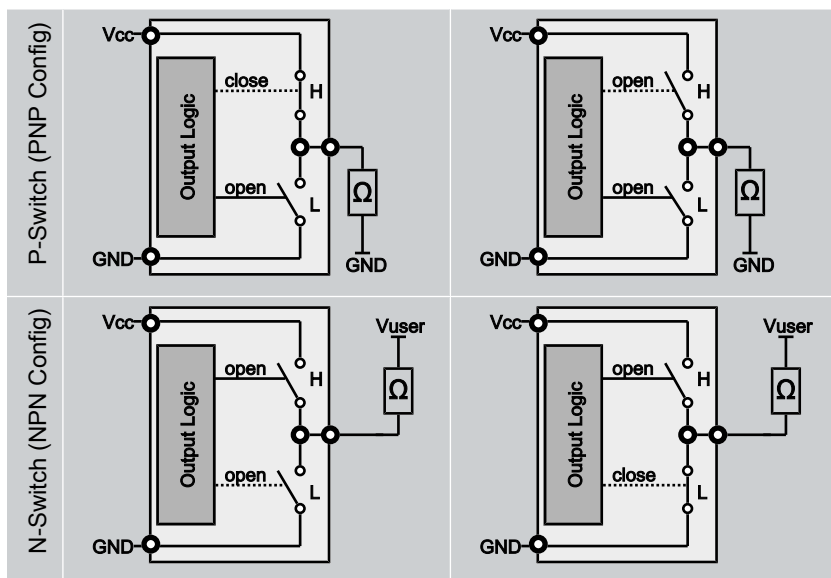 P-Switch (PNP Config)
Vcc
close
H
Output Logic
open
L
Ω
GND
GND
Vcc
open
H
Output Logic
open
L
Ω
GND
GND
N-Switch (NPN Config)
Vcc
Vuser
open
H
Ω
Output Logic
open
L
GND
Vcc
Vuser
open
H
Ω
Output Logic
close
L
GND